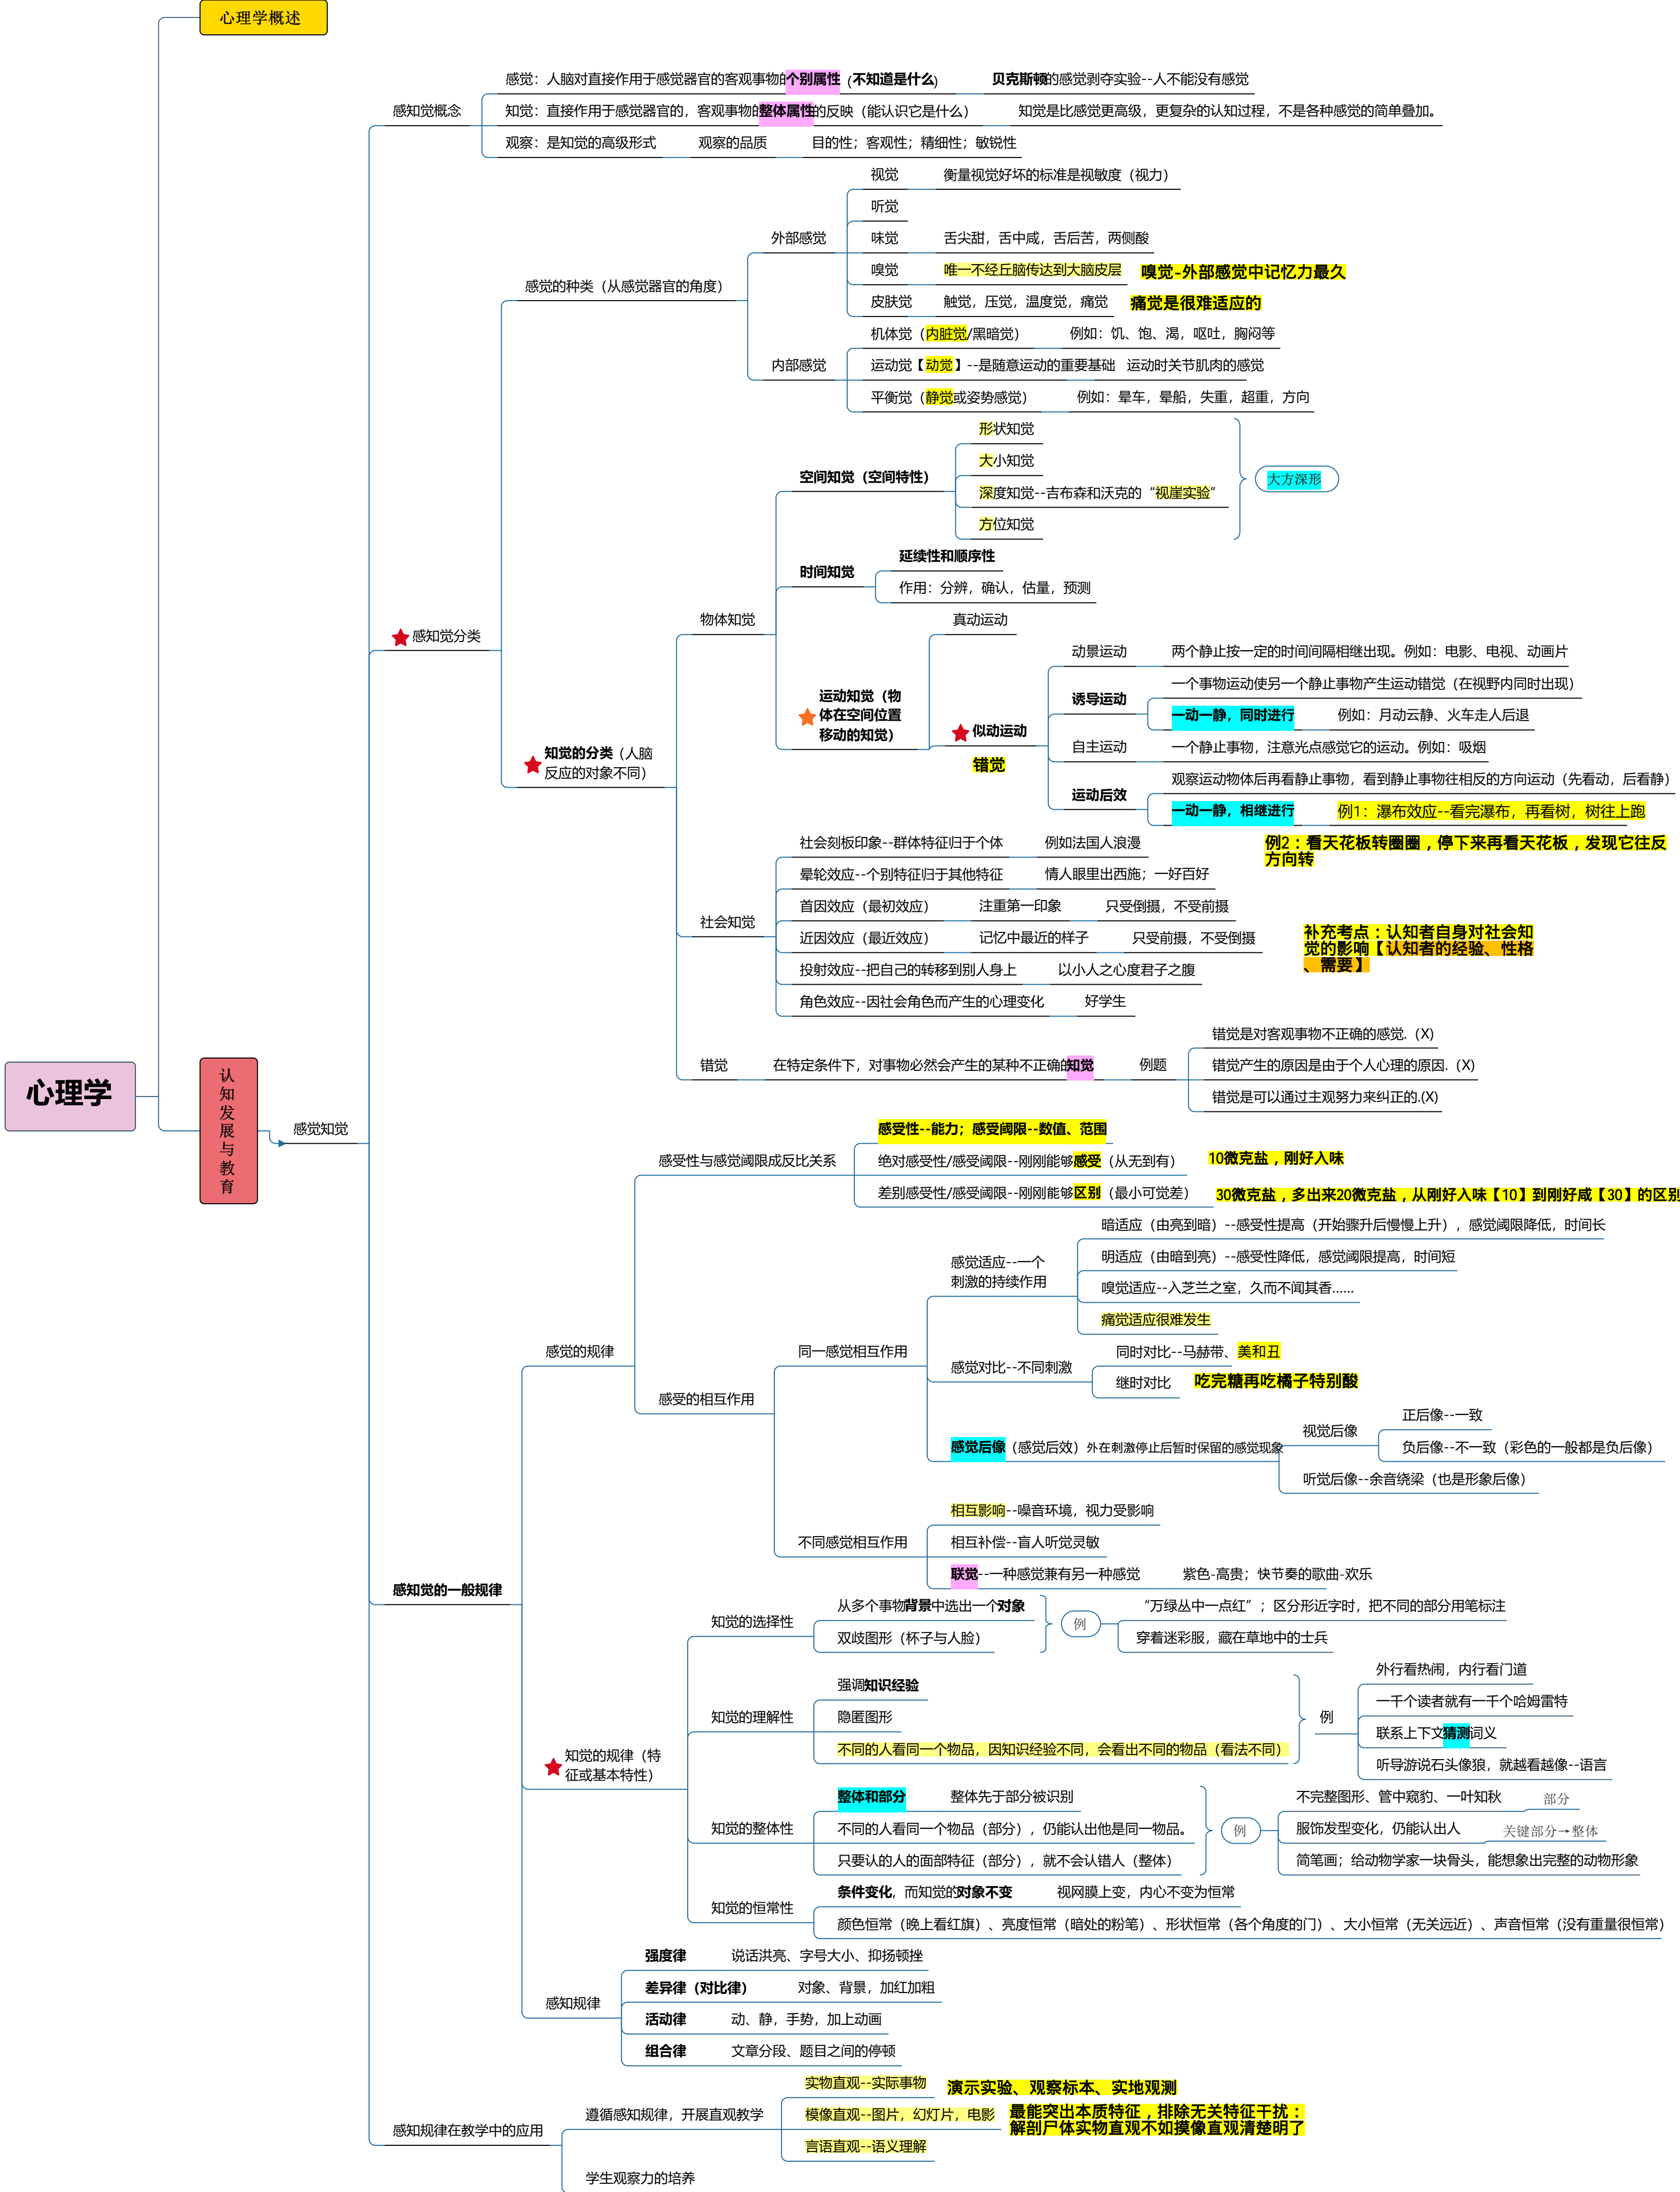 心理学概述
感觉：人脑对直接作用于感觉器官的客观事物的个别属性（不知道是什么）
贝克斯顿的感觉剥夺实验--人不能没有感觉
感知觉概念
知觉：直接作用于感觉器官的，客观事物的整体属性的反映（能认识它是什么）
知觉是比感觉更高级，更复杂的认知过程，不是各种感觉的简单叠加。
观察：是知觉的高级形式
观察的品质
目的性；客观性；精细性；敏锐性
视觉
衡量视觉好坏的标准是视敏度（视力）
听觉
外部感觉
味觉
舌尖甜，舌中咸，舌后苦，两侧酸
嗅觉
唯一不经丘脑传达到大脑皮层
嗅觉-外部感觉中记忆力最久
感觉的种类（从感觉器官的角度）
皮肤觉
触觉，压觉，温度觉，痛觉
痛觉是很难适应的
机体觉（内脏觉/黑暗觉）
例如：饥、饱、渴，呕吐，胸闷等
内部感觉
运动觉【动觉】--是随意运动的重要基础
运动时关节肌肉的感觉
平衡觉（静觉或姿势感觉）
例如：晕车，晕船，失重，超重，方向
形状知觉
大小知觉
空间知觉（空间特性）
大方深形
深度知觉--吉布森和沃克的“视崖实验”
方位知觉
延续性和顺序性
时间知觉
作用：分辨，确认，估量，预测
物体知觉
真动运动
感知觉分类
动景运动
两个静止按一定的时间间隔相继出现。例如：电影、电视、动画片
运动知觉（物
体在空间位置
移动的知觉）
诱导运动
一个事物运动使另一个静止事物产生运动错觉（在视野内同时出现）
一动一静，同时进行
例如：月动云静、火车走人后退
似动运动
错觉
自主运动
一个静止事物，注意光点感觉它的运动。例如：吸烟
知觉的分类（人脑
反应的对象不同）
运动后效
观察运动物体后再看静止事物，看到静止事物往相反的方向运动（先看动，后看静）
一动一静，相继进行
例1：瀑布效应--看完瀑布，再看树，树往上跑
例2：看天花板转圈圈，停下来再看天花板，发现它往反
方向转
社会刻板印象--群体特征归于个体
例如法国人浪漫
晕轮效应--个别特征归于其他特征
情人眼里出西施；一好百好
社会知觉
首因效应（最初效应）
注重第一印象
只受倒摄，不受前摄
近因效应（最近效应）
记忆中最近的样子
只受前摄，不受倒摄
补充考点：认知者自身对社会知
觉的影响【认知者的经验、性格
、需要】
投射效应--把自己的转移到别人身上
以小人之心度君子之腹
角色效应--因社会角色而产生的心理变化
好学生
错觉
在特定条件下，对事物必然会产生的某种不正确的知觉
例题
错觉是对客观事物不正确的感觉.（X）
错觉产生的原因是由于个人心理的原因.（X）
错觉是可以通过主观努力来纠正的.(X)
心理学
认
知
发
展
与
教
育
感觉知觉
感受性--能力；感受阈限--数值、范围
感受性与感觉阈限成反比关系
绝对感受性/感受阈限--刚刚能够感受（从无到有）
10微克盐，刚好入味
差别感受性/感受阈限--刚刚能够区别（最小可觉差）
30微克盐，多出来20微克盐，从刚好入味【10】到刚好咸【30】的区别
暗适应（由亮到暗）--感受性提高（开始骤升后慢慢上升），感觉阈限降低，时间长
感觉适应--一个
刺激的持续作用
明适应（由暗到亮）--感受性降低，感觉阈限提高，时间短
嗅觉适应--入芝兰之室，久而不闻其香……
痛觉适应很难发生
感觉的规律
同一感觉相互作用
感觉对比--不同刺激
同时对比--马赫带、美和丑
继时对比
吃完糖再吃橘子特别酸
感受的相互作用
感觉后像（感觉后效）外在刺激停止后暂时保留的感觉现象
视觉后像
正后像--一致
负后像--不一致（彩色的一般都是负后像）
听觉后像--余音绕梁（也是形象后像）
相互影响--噪音环境，视力受影响
不同感觉相互作用
相互补偿--盲人听觉灵敏
联觉--一种感觉兼有另一种感觉
紫色-高贵；快节奏的歌曲-欢乐
感知觉的一般规律
知觉的选择性
从多个事物背景中选出一个对象
双歧图形（杯子与人脸）
例
“万绿丛中一点红”；区分形近字时，把不同的部分用笔标注
穿着迷彩服，藏在草地中的士兵
知觉的理解性
强调知识经验
隐匿图形
不同的人看同一个物品，因知识经验不同，会看出不同的物品（看法不同）
例
外行看热闹，内行看门道
一千个读者就有一千个哈姆雷特
联系上下文猜测词义
听导游说石头像狼，就越看越像--语言
知觉的规律（特
征或基本特性）
知觉的整体性
整体和部分
整体先于部分被识别
不同的人看同一个物品（部分），仍能认出他是同一物品。
只要认的人的面部特征（部分），就不会认错人（整体）
例
不完整图形、管中窥豹、一叶知秋
部分
服饰发型变化，仍能认出人
关键部分→整体
简笔画；给动物学家一块骨头，能想象出完整的动物形象
知觉的恒常性
条件变化，而知觉的对象不变
视网膜上变，内心不变为恒常
颜色恒常（晚上看红旗）、亮度恒常（暗处的粉笔）、形状恒常（各个角度的门）、大小恒常（无关远近）、声音恒常（没有重量很恒常）
感知规律
强度律
说话洪亮、字号大小、抑扬顿挫
差异律（对比律）
对象、背景，加红加粗
活动律
动、静，手势，加上动画
组合律
文章分段、题目之间的停顿
感知规律在教学中的应用
遵循感知规律，开展直观教学
实物直观--实际事物
演示实验、观察标本、实地观测
模像直观--图片，幻灯片，电影
最能突出本质特征，排除无关特征干扰：
解剖尸体实物直观不如摸像直观清楚明了
言语直观--语义理解
学生观察力的培养